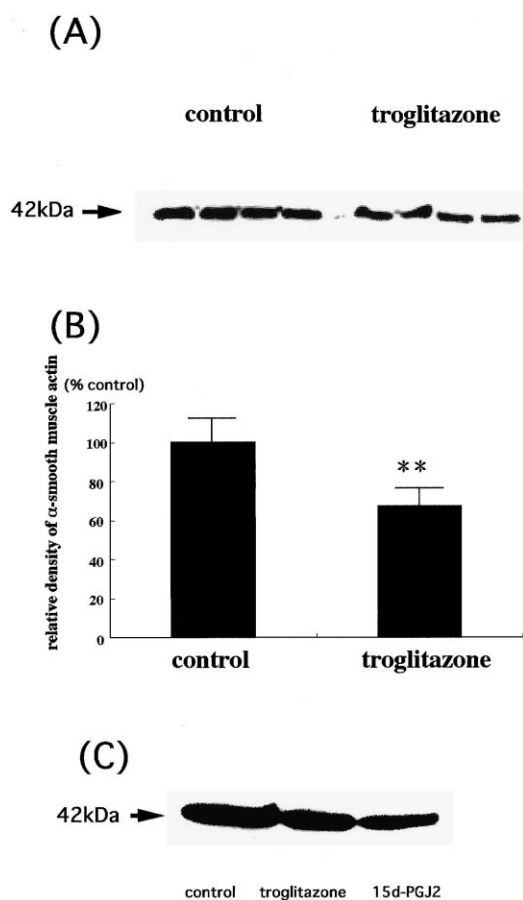 (A)
control troglitazone
42kDa
(B)
(% control)
relative density of α-smooth muscle actin
120
100
80
60
40
20
0
**
control troglitazone
(C)
42kDa
control troglitazone 15d-PGJ2